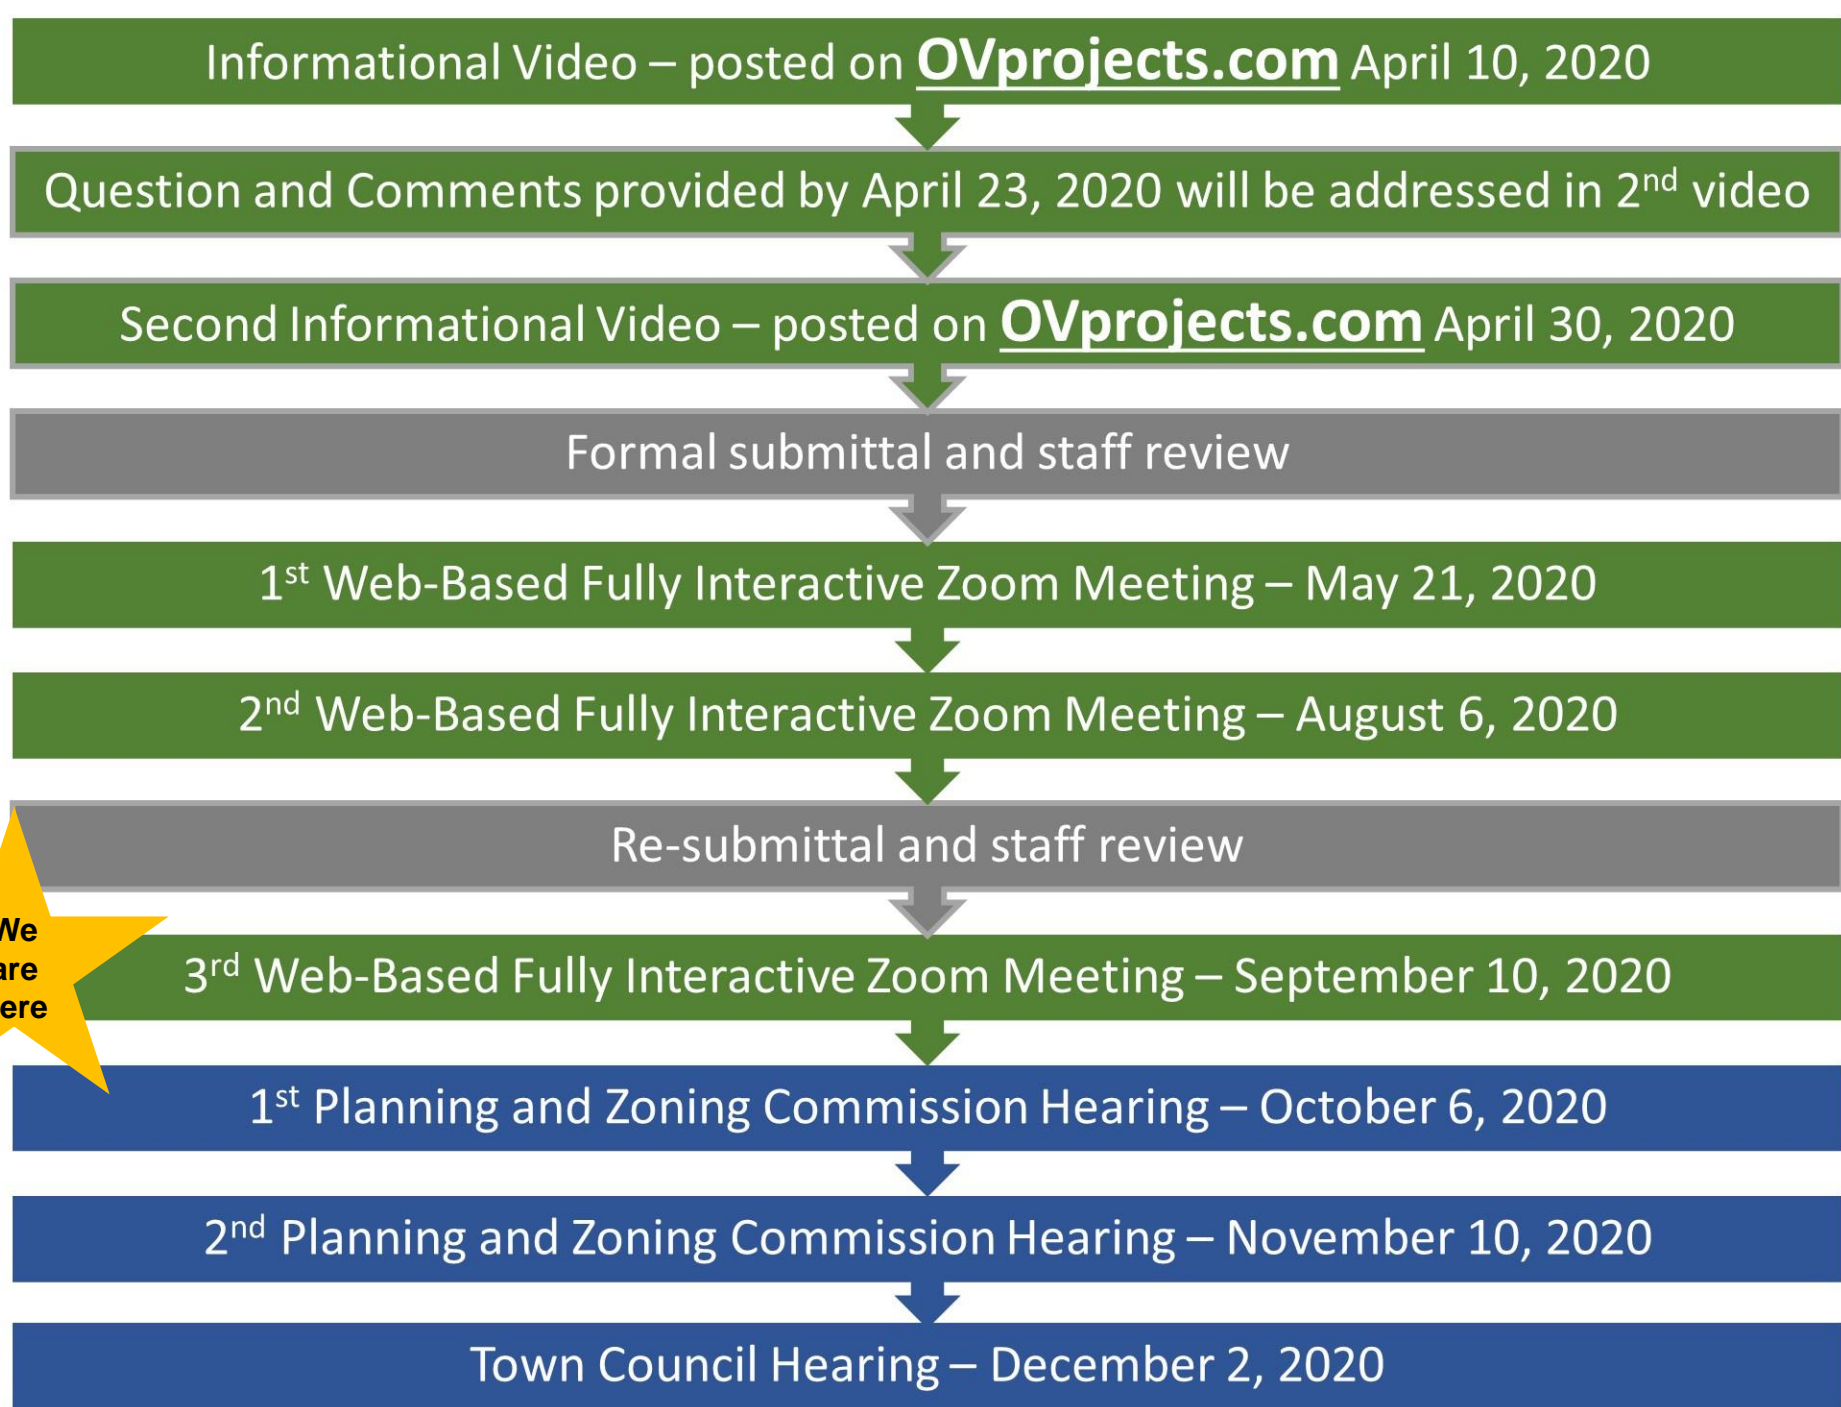 Informational Video – posted on OVprojects.com April 10, 2020
Question and Comments provided by April 23, 2020 will be addressed in 2nd video
Second Informational Video – posted on OVprojects.com April 30, 2020
Formal submittal and staff review
1st Web-Based Fully Interactive Zoom Meeting – May 21, 2020
2nd Web-Based Fully Interactive Zoom Meeting – August 6, 2020
Re-submittal and staff review
We
are
ere
3rd Web-Based Fully Interactive Zoom Meeting – September 10, 2020
1st Planning and Zoning Commission Hearing – October 6, 2020
2nd Planning and Zoning Commission Hearing – November 10, 2020
Town Council Hearing – December 2, 2020